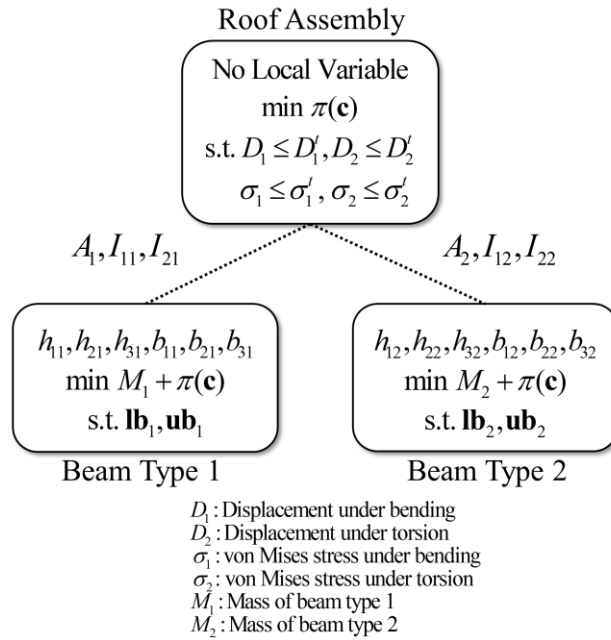 Roof Assembly
No Local Variable
min π(c)
s.t. D₁ ≤ D₁ᵗ, D₂ ≤ D₂ᵗ
σ₁ ≤ σ₁ᵗ, σ₂ ≤ σ₂ᵗ
A₁, I₁₁, I₂₁
A₂, I₁₂, I₂₂
h₁₁, h₂₁, h₃₁, b₁₁, b₂₁, b₃₁
min M₁ + π(c)
s.t. lb₁, ub₁
Beam Type 1
h₁₂, h₂₂, h₃₂, b₁₂, b₂₂, b₃₂
min M₂ + π(c)
s.t. lb₂, ub₂
Beam Type 2
D₁ : Displacement under bending
D₂ : Displacement under torsion
σ₁ : von Mises stress under bending
σ₂ : von Mises stress under torsion
M₁ : Mass of beam type 1
M₂ : Mass of beam type 2